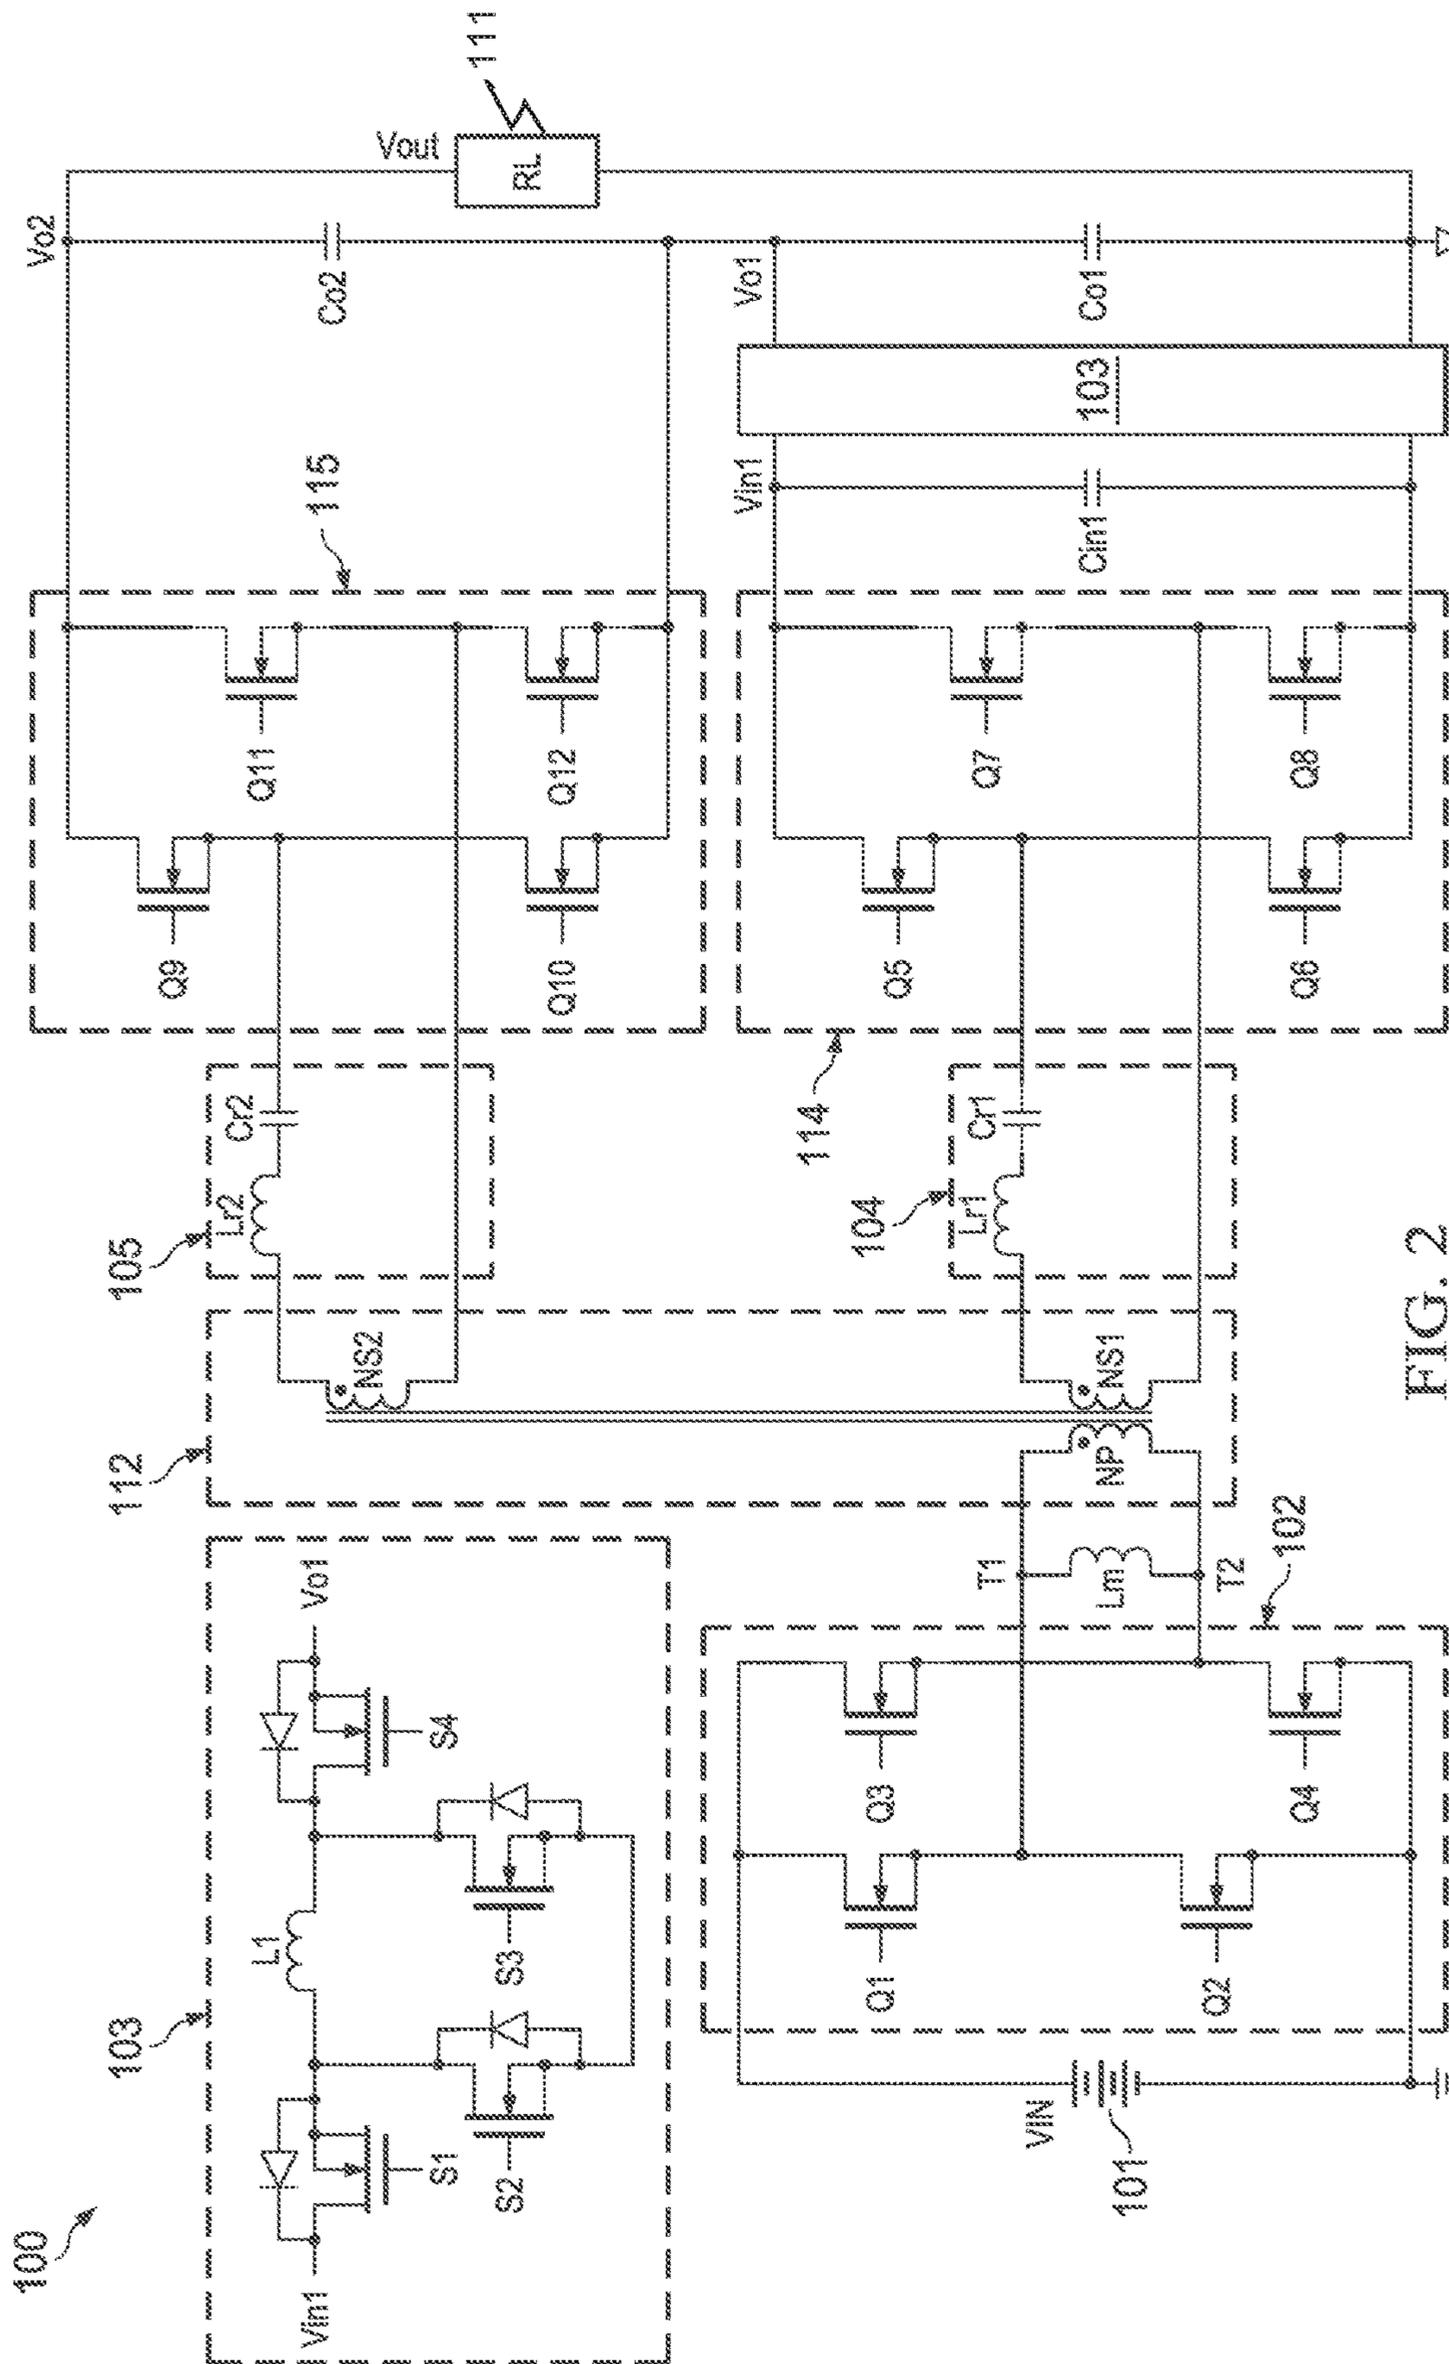 100
103
Vin1
S1
S2
L1
S3
S4
Vo1
112
105
NS2
Lr2
Cr2
115
Q9
Q10
Q11
Q12
Vo2
Co2
Vout
RL
111
101
VIN
Q1
Q2
Q3
Q4
102
T1
Lm
T2
NP
NS1
104
Lr1
Cr1
114
Q5
Q6
Q7
Q8
Vin1
Cin1
103
Vo1
Co1
FIG. 2